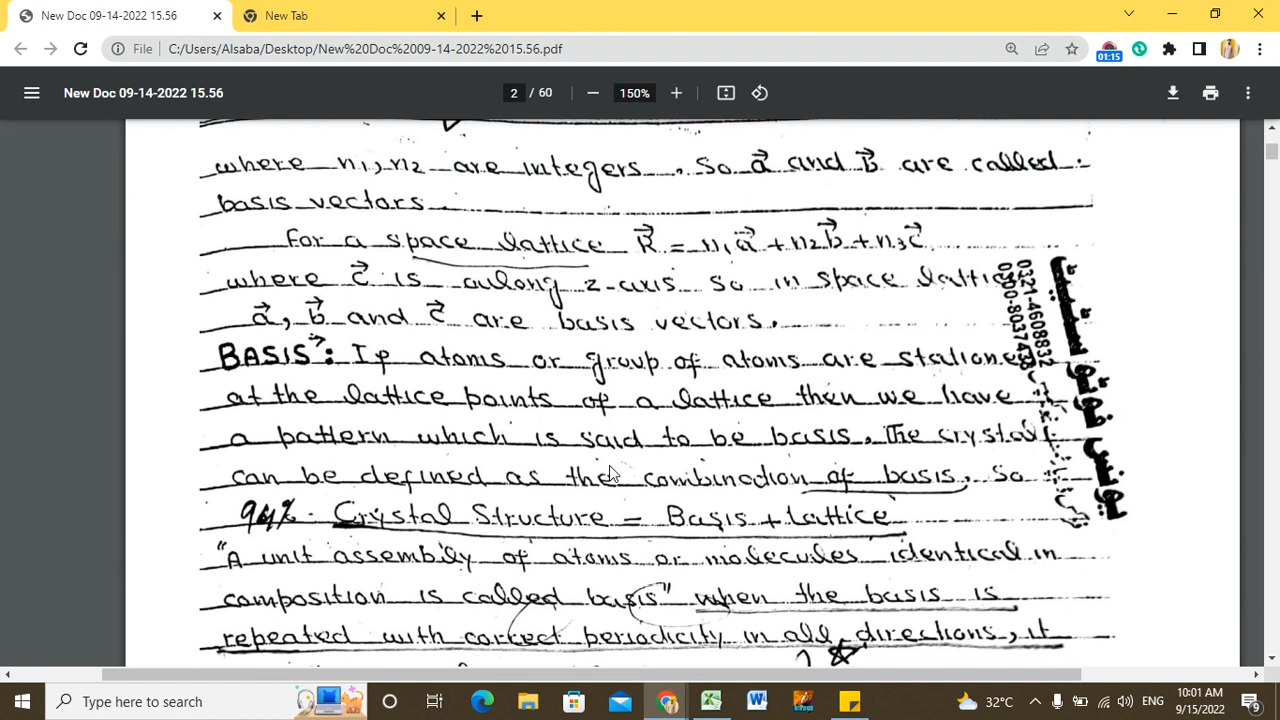 New Doc 09-14-2022 15.56
New Tab
File C:/Users/Alsaba/Desktop/New%20Doc%2009-14-2022%2015.56.pdf
01:15
New Doc 09-14-2022 15.56
2 / 60
150%
where n1, n2 are integers. So a⃗ and b⃗ are called
basis vectors
For a space lattice R⃗ = n1a⃗ + n2b⃗ + n3c⃗
where c⃗ is aulong z-axis so in space lattice
a⃗, b⃗ and c⃗ are basis vectors.
BASIS: If atoms or group of atoms are
at the lattice points of a lattice then we have
a pattern which is said to be basis. The crystal
can be defined as the combination of basis, So
94% Crystal Structure = Basis + Lattice
"A unit assembly of atoms or molecules identical in
composition is called basis" when the basis is
repeated with correct periodicity in all directions, it
0321-4608832
Type here to search
32°C
ENG
10:01 AM
9/15/2022
9